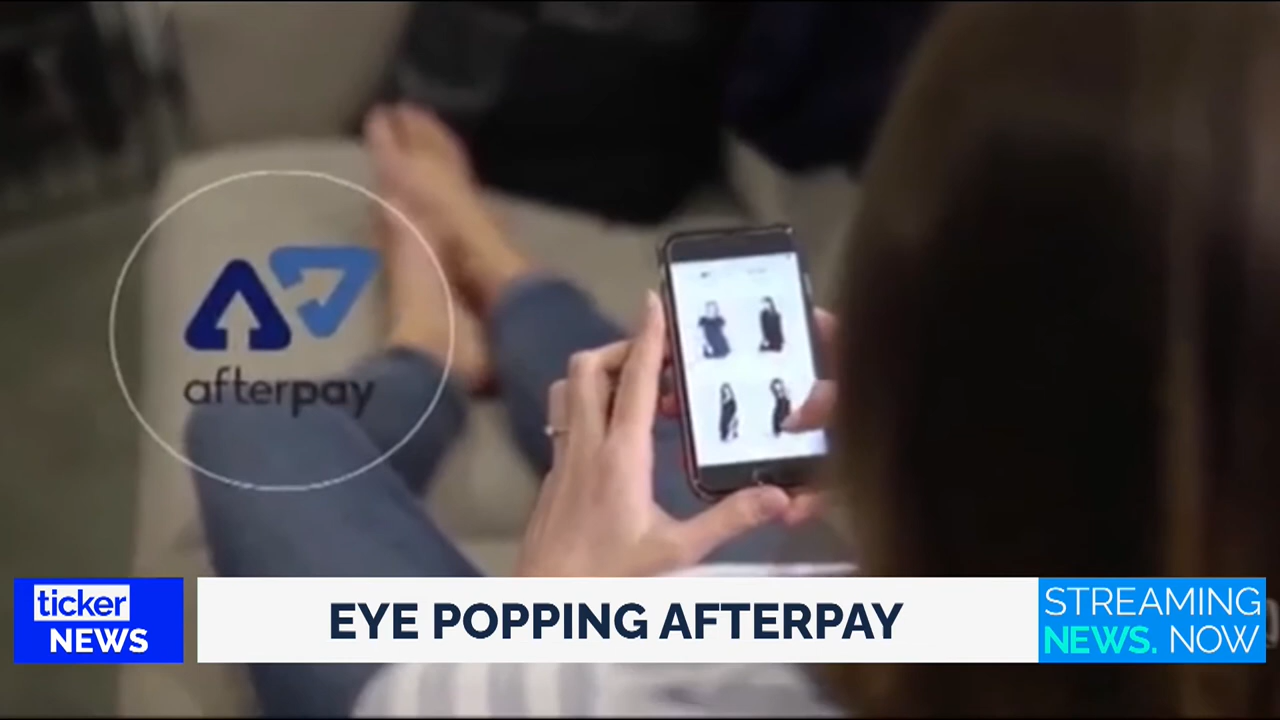 afterpay
ticker
NEWS
EYE POPPING AFTERPAY
STREAMING
NEWS. NOW